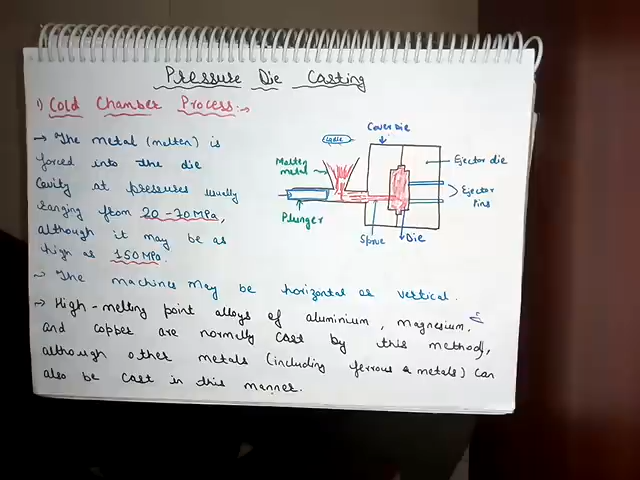 Pressure Die Casting
1) Cold Chamber Process:→
→ The metal (molten) is
forced into the die
cavity at pressures usually
ranging from 20-70MPa,
although it may be as
high as 150MPa.
→ The machines may be horizontal or vertical.
→ High-melting point alloys of aluminium, magnesium,
and copper are normally cast by this method,
although other metals (including ferrous metals) can
also be cast in this manner.
Ladle
Cover die
Molten
metal
Ejector die
Ejector
Pins
Plunger
Sprue
Die